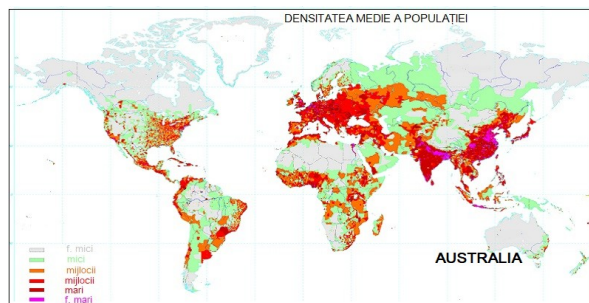 DENSITATEA MEDIE A POPULAȚIEI
AUSTRALIA
f. mici
mici
mijlocii
mijlocii
mari
f. mari